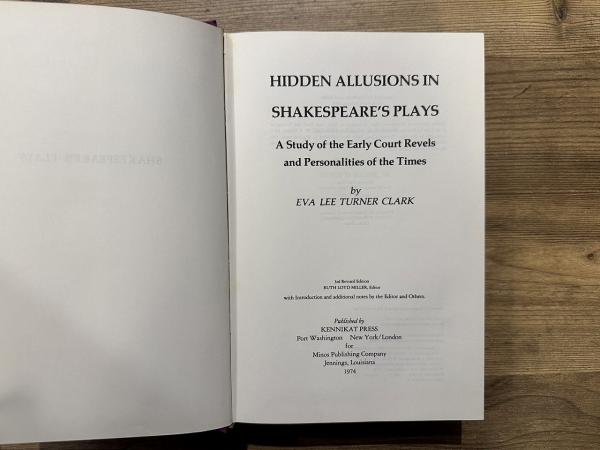 HIDDEN ALLUSIONS IN
SHAKESPEARE'S PLAYS
A Study of the Early Court Revels
and Personalities of the Times
by
EVA LEE TURNER CLARK
3rd Revised Edition
RUTH LOYD MILLER, Editor
with Introduction and additional notes by the Editor and Others.
Published by
KENNIKAT PRESS
Port Washington New York/London
for
Minos Publishing Company
Jennings, Louisiana
1974